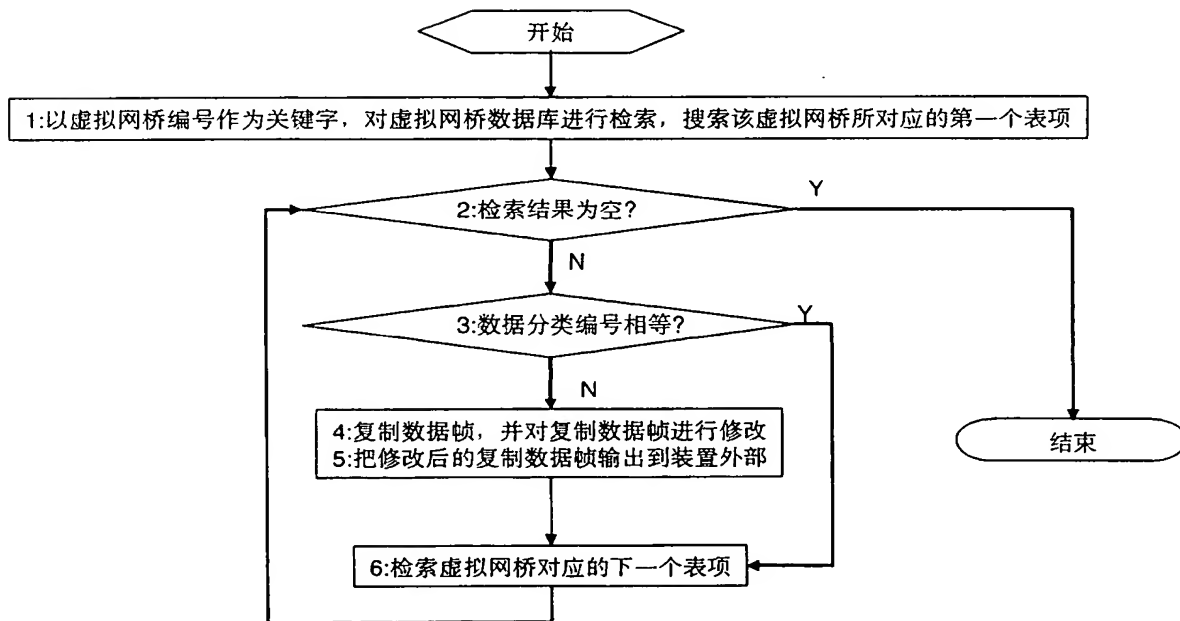 开始
1:以虚拟网桥编号作为关键字，对虚拟网桥数据库进行检索，搜索该虚拟网桥所对应的第一个表项
2:检索结果为空?
Y
N
3:数据分类编号相等?
Y
N
4:复制数据帧，并对复制数据帧进行修改
5:把修改后的复制数据帧输出到装置外部
结束
6:检索虚拟网桥对应的下一个表项